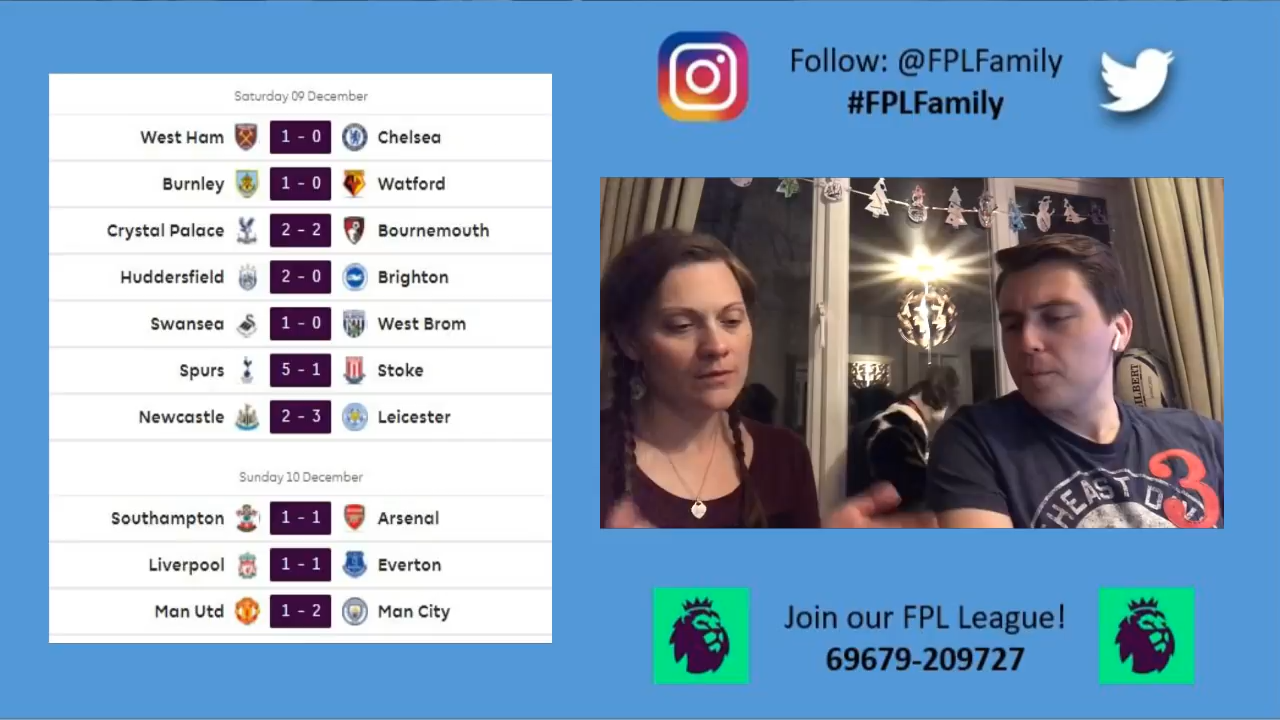 Saturday 09 December
West Ham 1 - 0 Chelsea
Burnley 1 - 0 Watford
Crystal Palace 2 - 2 Bournemouth
Huddersfield 2 - 0 Brighton
Swansea 1 - 0 West Brom
Spurs 5 - 1 Stoke
Newcastle 2 - 3 Leicester
Sunday 10 December
Southampton 1 - 1 Arsenal
Liverpool 1 - 1 Everton
Man Utd 1 - 2 Man City
Follow: @FPLFamily
#FPLFamily
3
Join our FPL League!
69679-209727